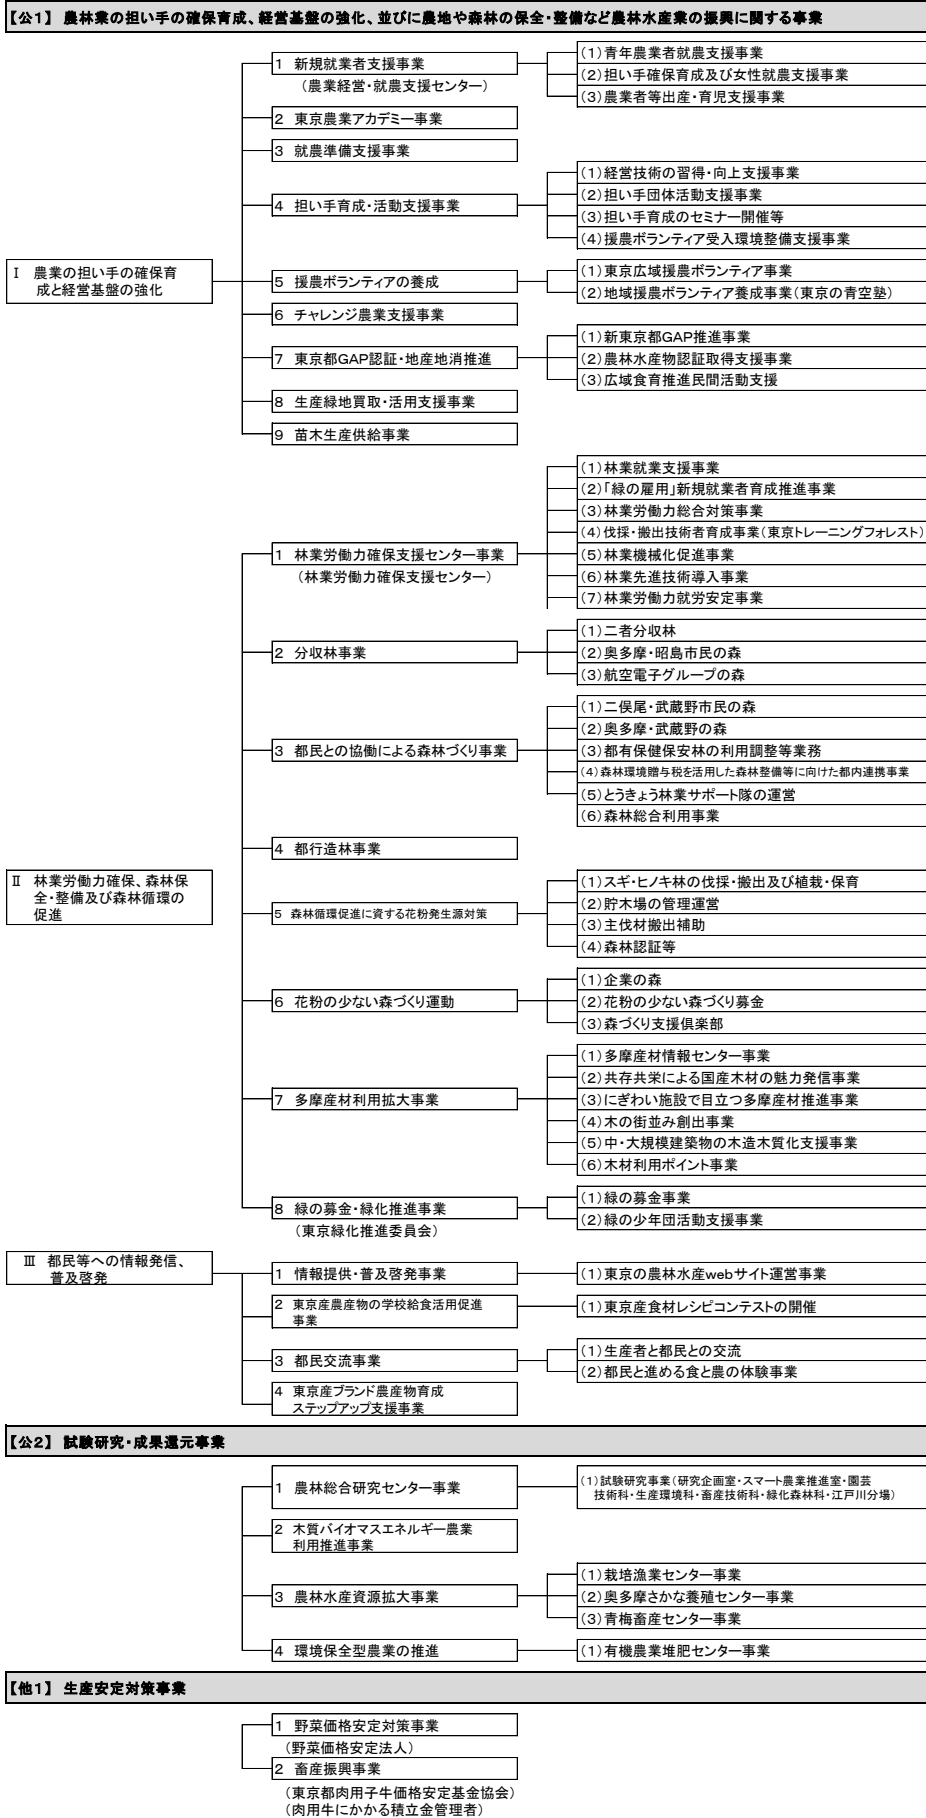 【公1】 農林業の担い手の確保育成、経営基盤の強化、並びに農地や森林の保全・整備など農林水産業の振興に関する事業
Ⅰ 農業の担い手の確保育
成と経営基盤の強化
1 新規就業者支援事業
(農業経営・就農支援センター)
(1)青年農業者就農支援事業
(2)担い手確保育成及び女性就農支援事業
(3)農業者等出産・育児支援事業
2 東京農業アカデミー事業
3 就農準備支援事業
4 担い手育成・活動支援事業
(1)経営技術の習得・向上支援事業
(2)担い手団体活動支援事業
(3)担い手育成のセミナー開催等
(4)援農ボランティア受入環境整備支援事業
5 援農ボランティアの養成
(1)東京広域援農ボランティア事業
(2)地域援農ボランティア養成事業(東京の青空塾)
6 チャレンジ農業支援事業
7 東京都GAP認証・地産地消推進
(1)新東京都GAP推進事業
(2)農林水産物認証取得支援事業
(3)広域食育推進民間活動支援
8 生産緑地買取・活用支援事業
9 苗木生産供給事業
Ⅱ 林業労働力確保、森林保
全・整備及び森林循環の
促進
1 林業労働力確保支援センター事業
(林業労働力確保支援センター)
(1)林業就業支援事業
(2)「緑の雇用」新規就業者育成推進事業
(3)林業労働力総合対策事業
(4)伐採・搬出技術者育成事業(東京トレーニングフォレスト)
(5)林業機械化促進事業
(6)林業先進技術導入事業
(7)林業労働力就労安定事業
2 分収林事業
(1)二者分収林
(2)奥多摩・昭島市民の森
(3)航空電子グループの森
3 都民との協働による森林づくり事業
(1)二俣尾・武蔵野市民の森
(2)奥多摩・武蔵野の森
(3)都有保健保安林の利用調整等業務
(4)森林環境贈与税を活用した森林整備等に向けた都内連携事業
(5)とうきょう林業サポート隊の運営
(6)森林総合利用事業
4 都行造林事業
5 森林循環促進に資する花粉発生源対策
(1)スギ・ヒノキ林の伐採・搬出及び植栽・保育
(2)貯木場の管理運営
(3)主伐材搬出補助
(4)森林認証等
6 花粉の少ない森づくり運動
(1)企業の森
(2)花粉の少ない森づくり募金
(3)森づくり支援倶楽部
7 多摩産材利用拡大事業
(1)多摩産材情報センター事業
(2)共存共栄による国産木材の魅力発信事業
(3)にぎわい施設で目立つ多摩産材推進事業
(4)木の街並み創出事業
(5)中・大規模建築物の木造木質化支援事業
(6)木材利用ポイント事業
8 緑の募金・緑化推進事業
(東京緑化推進委員会)
(1)緑の募金事業
(2)緑の少年団活動支援事業
Ⅲ 都民等への情報発信、
普及啓発
1 情報提供・普及啓発事業
(1)東京の農林水産webサイト運営事業
2 東京産農産物の学校給食活用促進
事業
(1)東京産食材レシピコンテストの開催
3 都民交流事業
(1)生産者と都民との交流
(2)都民と進める食と農の体験事業
4 東京産ブランド農産物育成
ステップアップ支援事業
【公2】 試験研究・成果還元事業
1 農林総合研究センター事業
(1)試験研究事業(研究企画室・スマート農業推進室・園芸
技術科・生産環境科・畜産技術科・緑化森林科・江戸川分場)
2 木質バイオマスエネルギー農業
利用推進事業
3 農林水産資源拡大事業
(1)栽培漁業センター事業
(2)奥多摩さかな養殖センター事業
(3)青梅畜産センター事業
4 環境保全型農業の推進
(1)有機農業堆肥センター事業
【他1】 生産安定対策事業
1 野菜価格安定対策事業
(野菜価格安定法人)
2 畜産振興事業
(東京都肉用子牛価格安定基金協会)
(肉用牛にかかる積立金管理者)